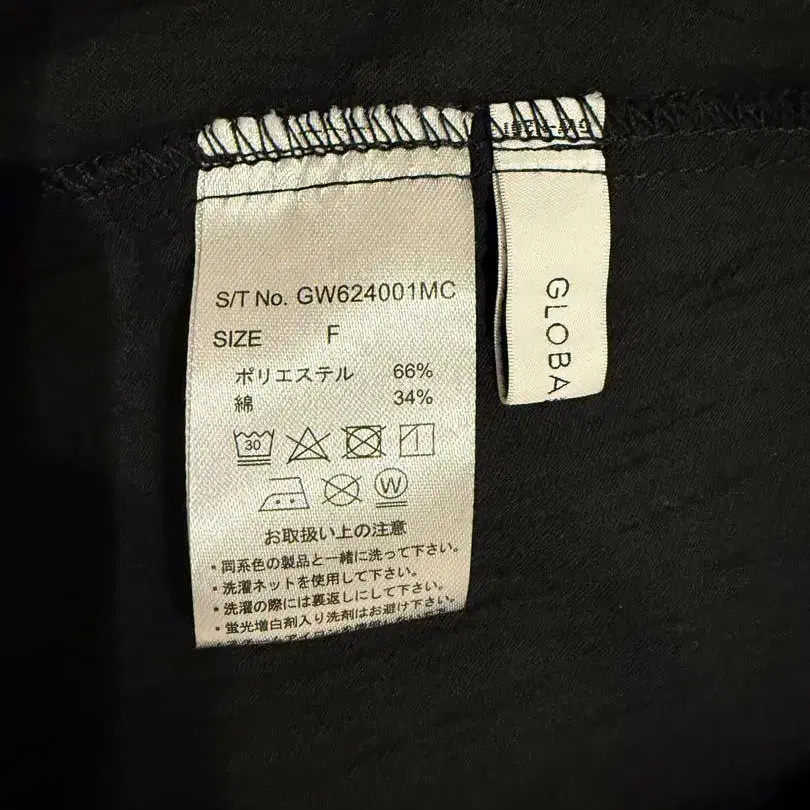 S/T No. GW624001MC
SIZE F
ポリエステル 66%
綿 34%
30
W
お取扱い上の注意
・同系色の製品と一緒に洗って下さい。
・洗濯ネットを使用して下さい。
・洗濯の際には裏返しにして下さい。
・蛍光増白剤入り洗剤はお避け下さい。
GLOBA